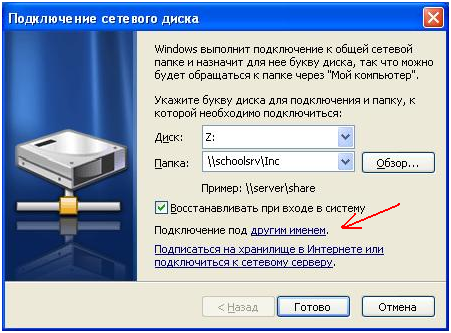 Подключение сетевого диска
Windows выполнит подключение к общей сетевой
папке и назначит для нее букву диска, так что можно
будет обращаться к папке через "Мой компьютер".
Укажите букву диска для подключения и папку, к
которой необходимо подключиться:
Диск: Z:
Папка: \\schoolsrv\Inc Обзор...
Пример: \\server\share
Восстанавливать при входе в систему
Подключение под другим именем.
Подписаться на хранилище в Интернете или
подключиться к сетевому серверу.
< Назад Готово Отмена